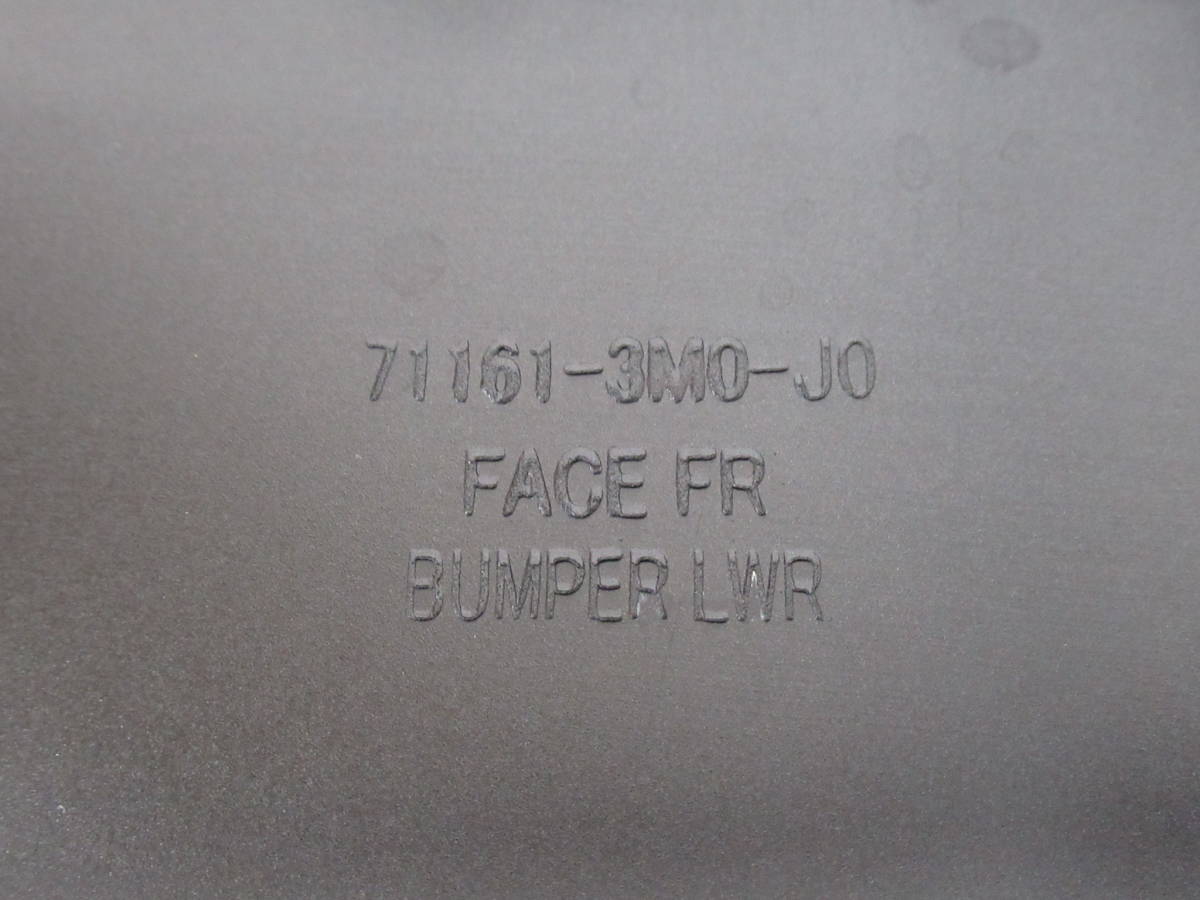 71161-3M0-J0
FACE FR
BUMPER LWR